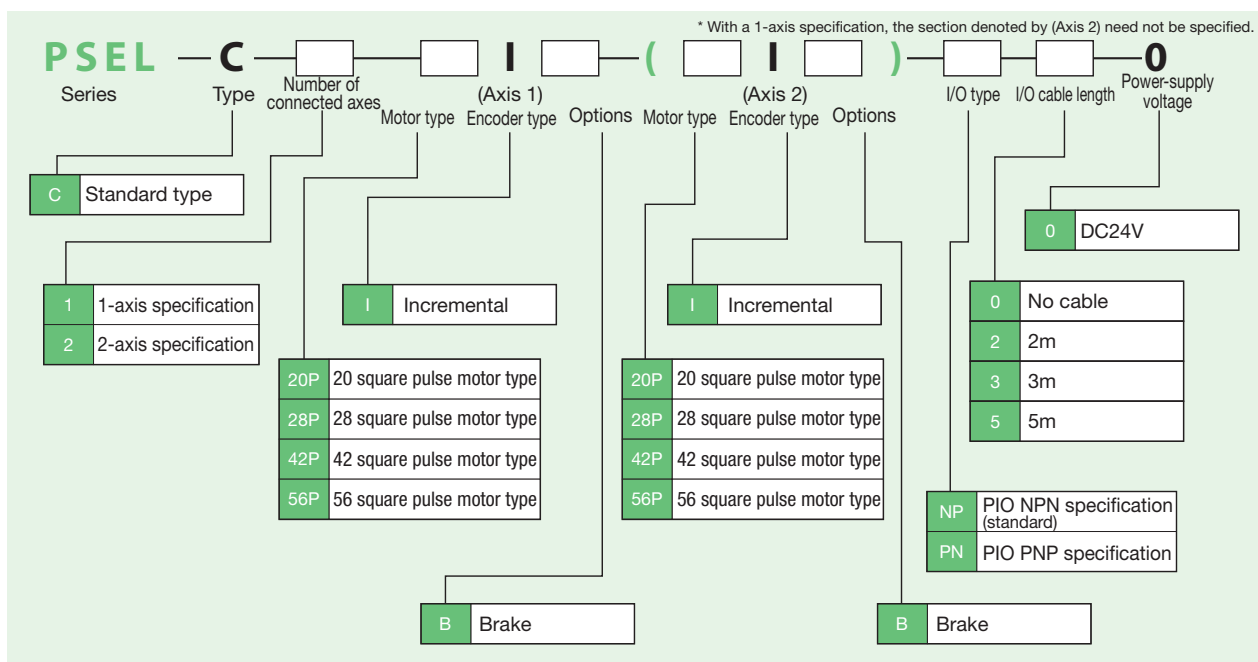 * With a 1-axis specification, the section denoted by (Axis 2) need not be specified.
PSEL — C — I — ( I ) — — 0
Series
Type
Number of
connected axes
(Axis 1)
Motor type Encoder type Options
(Axis 2)
Motor type Encoder type Options
I/O type
I/O cable length
Power-supply
voltage
C Standard type
0 DC24V
1 1-axis specification
2 2-axis specification
I Incremental
I Incremental
0 No cable
2 2m
3 3m
5 5m
20P 20 square pulse motor type
28P 28 square pulse motor type
42P 42 square pulse motor type
56P 56 square pulse motor type
20P 20 square pulse motor type
28P 28 square pulse motor type
42P 42 square pulse motor type
56P 56 square pulse motor type
NP PIO NPN specification
(standard)
PN PIO PNP specification
B Brake
B Brake